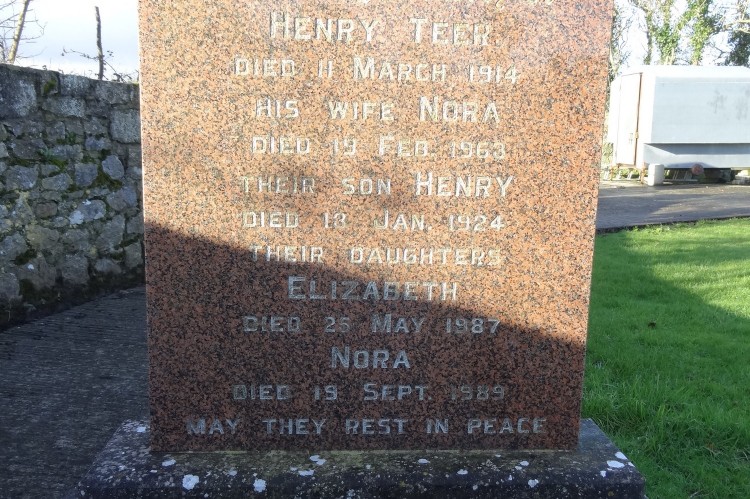 HENRY TEER
DIED 11 MARCH 1914
HIS WIFE NORA
DIED 19 FEB. 1963
THEIR SON HENRY
DIED 13 JAN. 1924
THEIR DAUGHTERS
ELIZABETH
DIED 25 MAY 1987
NORA
DIED 19 SEPT. 1989
MAY THEY REST IN PEACE